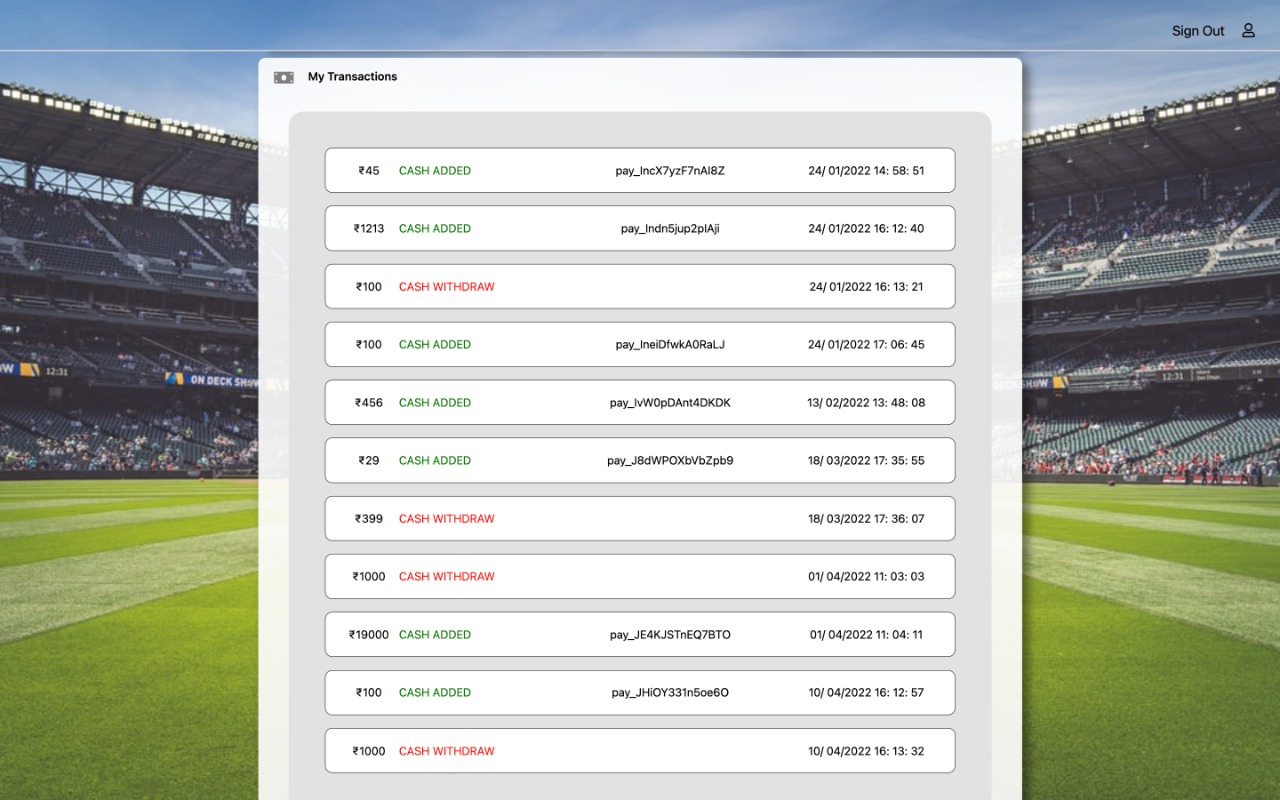 Sign Out
My Transactions
₹45 CASH ADDED pay_IncX7yzF7nAI8Z 24/ 01/2022 14: 58: 51
₹1213 CASH ADDED pay_Indn5jup2pIAji 24/ 01/2022 16: 12: 40
₹100 CASH WITHDRAW 24/ 01/2022 16: 13: 21
₹100 CASH ADDED pay_IneiDfwkA0RaLJ 24/ 01/2022 17: 06: 45
₹456 CASH ADDED pay_IvW0pDAnt4DKDK 13/ 02/2022 13: 48: 08
₹29 CASH ADDED pay_J8dWPOXbVbZpb9 18/ 03/2022 17: 35: 55
₹399 CASH WITHDRAW 18/ 03/2022 17: 36: 07
₹1000 CASH WITHDRAW 01/ 04/2022 11: 03: 03
₹19000 CASH ADDED pay_JE4KJSTnEQ7BTO 01/ 04/2022 11: 04: 11
₹100 CASH ADDED pay_JHiOY331n5oe6O 10/ 04/2022 16: 12: 57
₹1000 CASH WITHDRAW 10/ 04/2022 16: 13: 32
OW 12:31
ON DECK SHOW
DECK SHOW
12:31